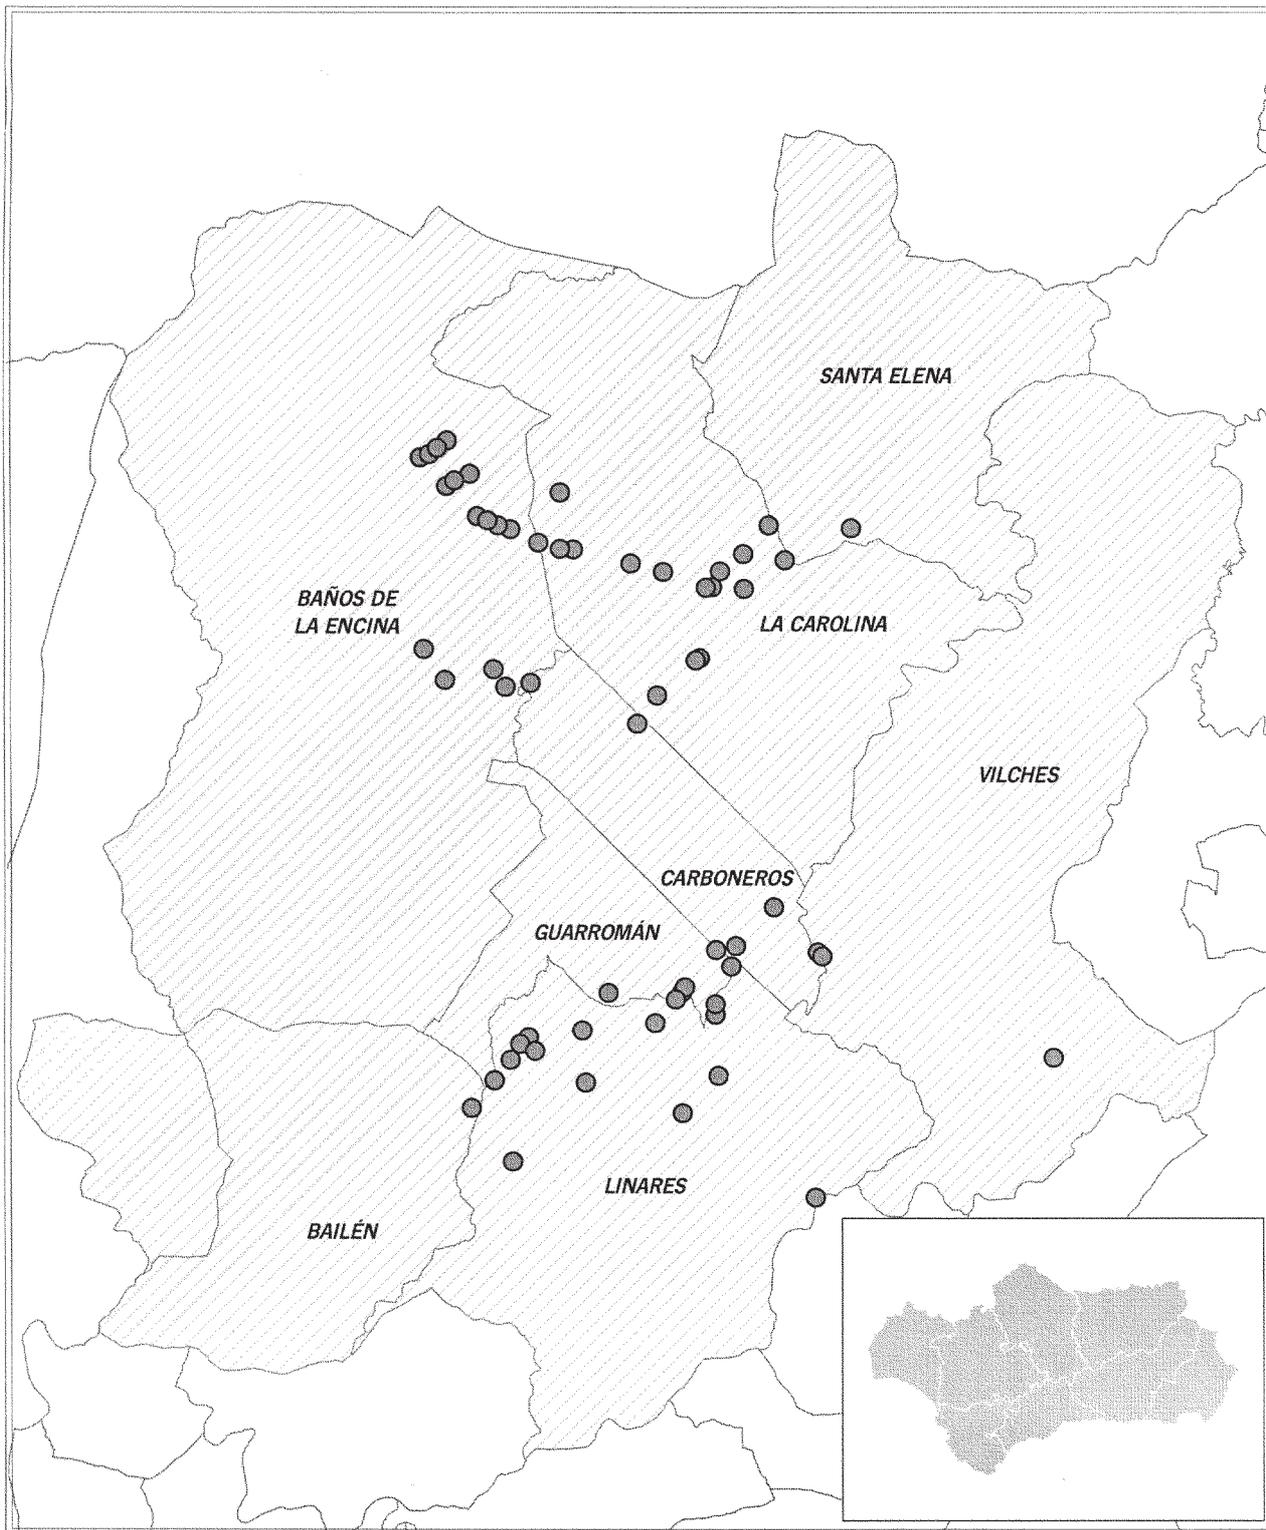 SANTA ELENA
BAÑOS DE
LA ENCINA
LA CAROLINA
VILCHES
CARBONEROS
GUARROMÁN
LINARES
BAILÉN